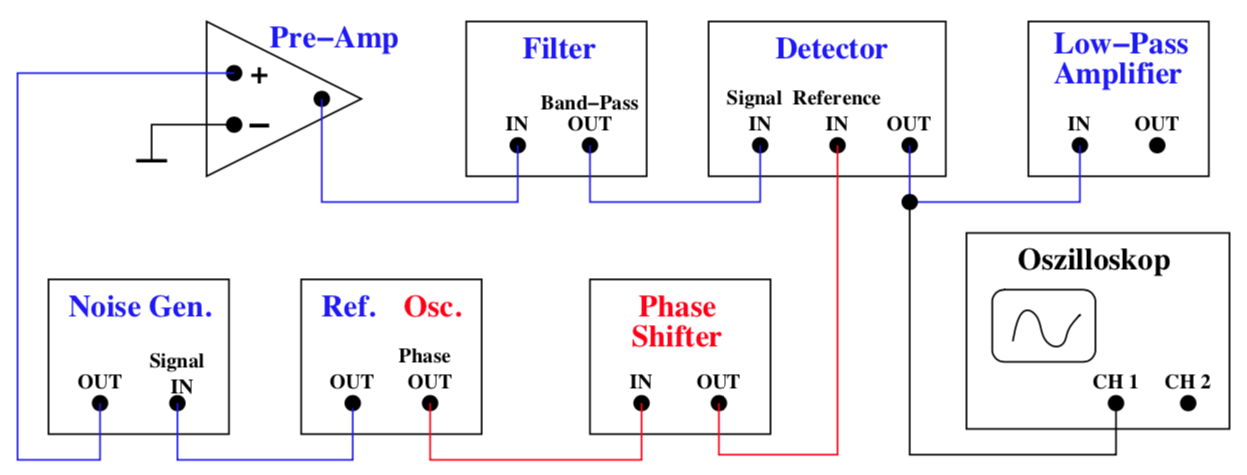 Pre−Amp
+
−
Filter
Band−Pass
IN OUT
Detector
Signal Reference
IN IN OUT
Low−Pass
Amplifier
IN OUT
Noise Gen.
Signal
OUT IN
Ref. Osc.
Phase
OUT OUT
Phase
Shifter
IN OUT
Oszilloskop
CH 1 CH 2